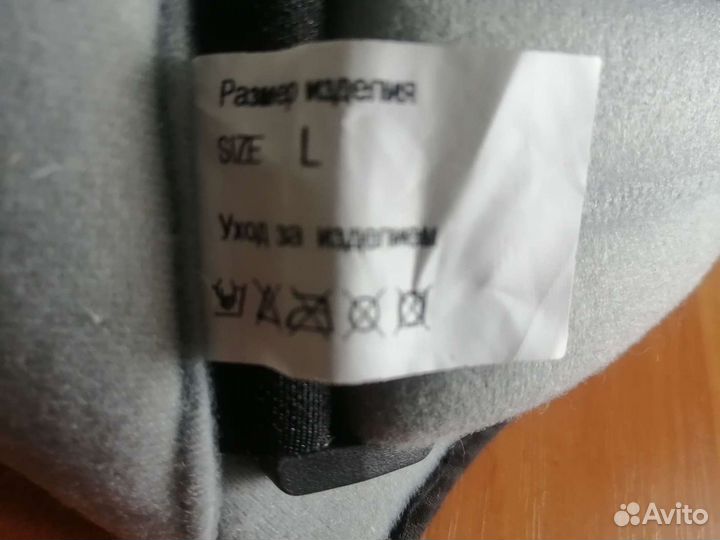 Размер изделия
SIZE L
Уход за изделием
Avito